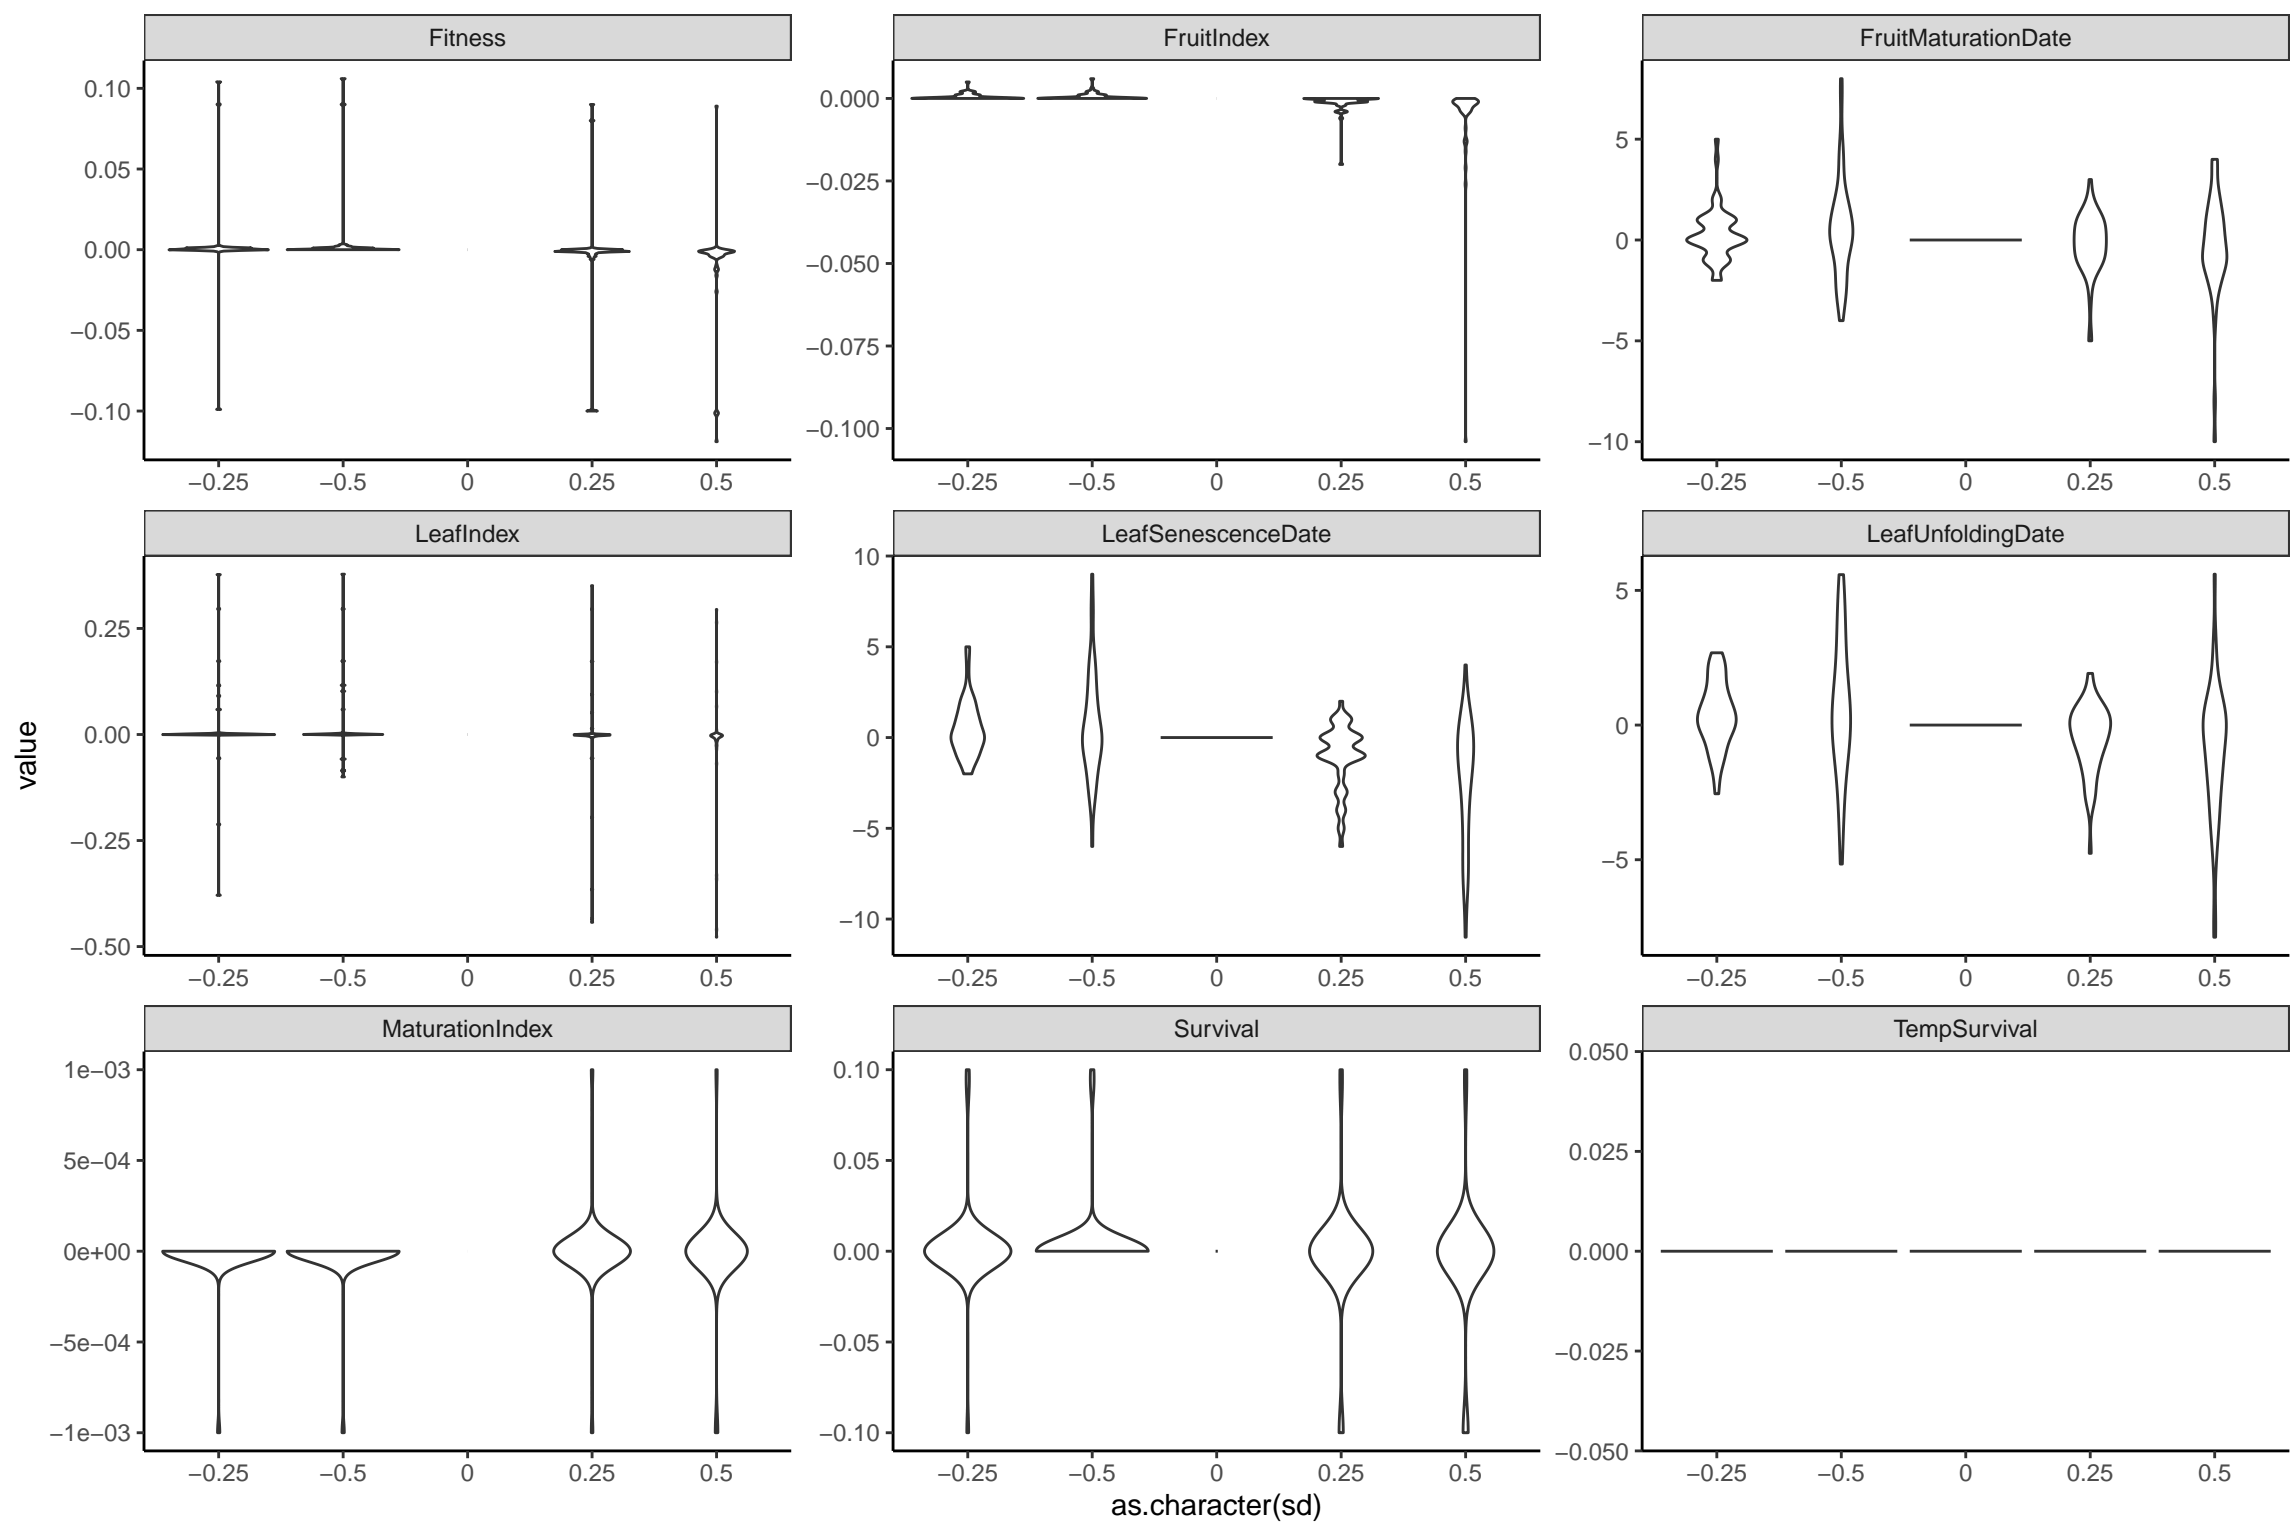 Fitness
FruitIndex
FruitMaturationDate
0.10
0.05
0.00
−0.05
−0.10
0.000
−0.025
−0.050
−0.075
−0.100
5
0
−5
−10
−0.25 −0.5 0 0.25 0.5
−0.25 −0.5 0 0.25 0.5
−0.25 −0.5 0 0.25 0.5
LeafIndex
LeafSenescenceDate
LeafUnfoldingDate
value
0.25
0.00
−0.25
−0.50
10
5
0
−5
−10
5
0
−5
−0.25 −0.5 0 0.25 0.5
−0.25 −0.5 0 0.25 0.5
−0.25 −0.5 0 0.25 0.5
MaturationIndex
Survival
TempSurvival
1e−03
5e−04
0e+00
−5e−04
−1e−03
0.10
0.05
0.00
−0.05
−0.10
0.050
0.025
0.000
−0.025
−0.050
−0.25 −0.5 0 0.25 0.5
−0.25 −0.5 0 0.25 0.5
−0.25 −0.5 0 0.25 0.5
as.character(sd)